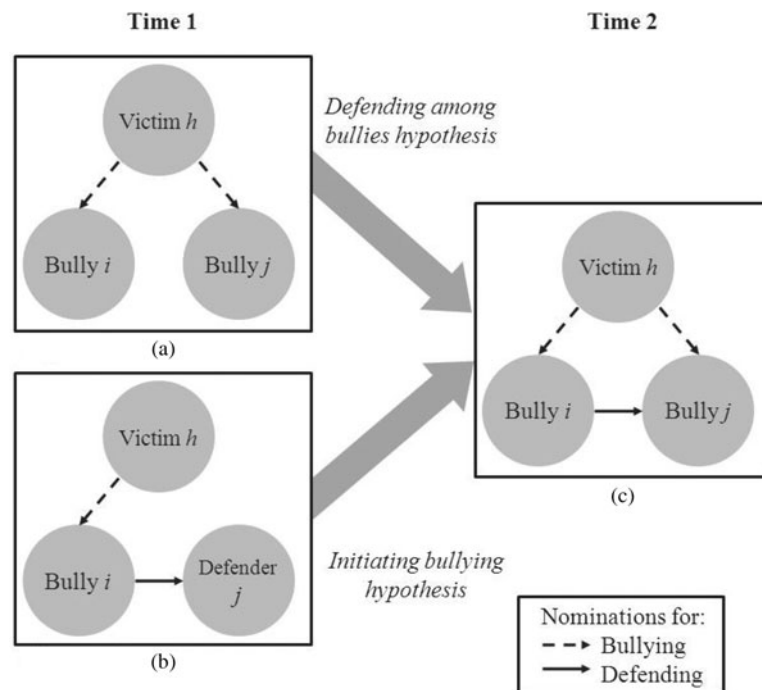 Time 1
Time 2
Victim h
Bully i
Bully j
(a)
Defending among
bullies hypothesis
Victim h
Bully i
Defender
j
(b)
Initiating bullying
hypothesis
Victim h
Bully i
Bully j
(c)
Nominations for:
Bullying
Defending